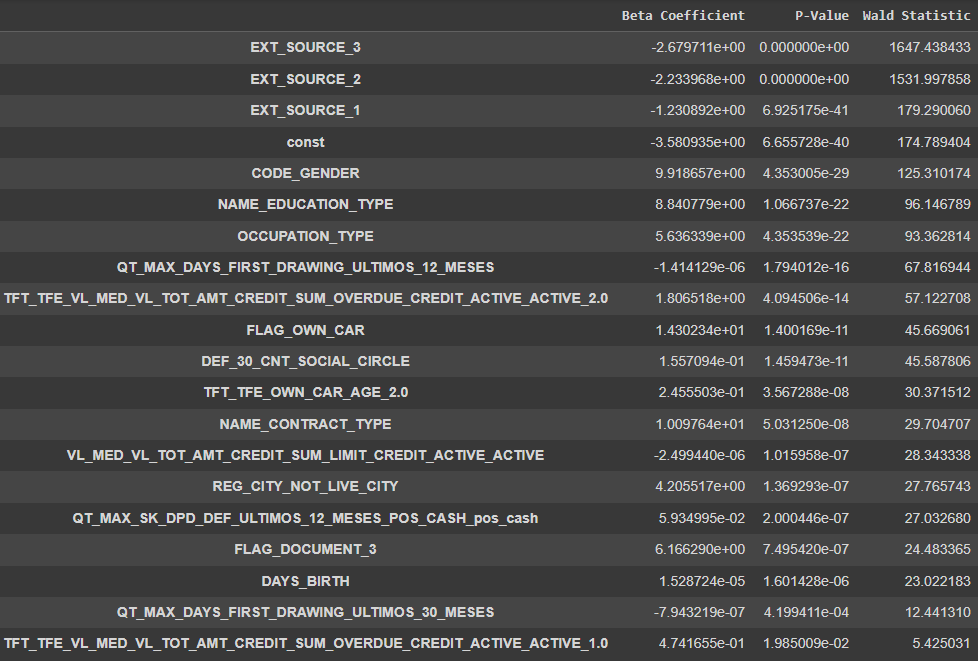 Beta Coefficient P-Value Wald Statistic
EXT_SOURCE_3 -2.679711e+00 0.000000e+00 1647.438433
EXT_SOURCE_2 -2.233968e+00 0.000000e+00 1531.997858
EXT_SOURCE_1 -1.230892e+00 6.925175e-41 179.290060
const -3.580935e+00 6.655728e-40 174.789404
CODE_GENDER 9.918657e+00 4.353005e-29 125.310174
NAME_EDUCATION_TYPE 8.840779e+00 1.066737e-22 96.146789
OCCUPATION_TYPE 5.636339e+00 4.353539e-22 93.362814
QT_MAX_DAYS_FIRST_DRAWING_ULTIMOS_12_MESES -1.414129e-06 1.794012e-16 67.816944
TFT_TFE_VL_MED_VL_TOT_AMT_CREDIT_SUM_OVERDUE_CREDIT_ACTIVE_ACTIVE_2.0 1.806518e+00 4.094506e-14 57.122708
FLAG_OWN_CAR 1.430234e+01 1.400169e-11 45.669061
DEF_30_CNT_SOCIAL_CIRCLE 1.557094e-01 1.459473e-11 45.587806
TFT_TFE_OWN_CAR_AGE_2.0 2.455503e-01 3.567288e-08 30.371512
NAME_CONTRACT_TYPE 1.009764e+01 5.031250e-08 29.704707
VL_MED_VL_TOT_AMT_CREDIT_SUM_LIMIT_CREDIT_ACTIVE_ACTIVE -2.499440e-06 1.015958e-07 28.343338
REG_CITY_NOT_LIVE_CITY 4.205517e+00 1.369293e-07 27.765743
QT_MAX_SK_DPD_DEF_ULTIMOS_12_MESES_POS_CASH_pos_cash 5.934995e-02 2.000446e-07 27.032680
FLAG_DOCUMENT_3 6.166290e+00 7.495420e-07 24.483365
DAYS_BIRTH 1.528724e-05 1.601428e-06 23.022183
QT_MAX_DAYS_FIRST_DRAWING_ULTIMOS_30_MESES -7.943219e-07 4.199411e-04 12.441310
TFT_TFE_VL_MED_VL_TOT_AMT_CREDIT_SUM_OVERDUE_CREDIT_ACTIVE_ACTIVE_1.0 4.741655e-01 1.985009e-02 5.425031